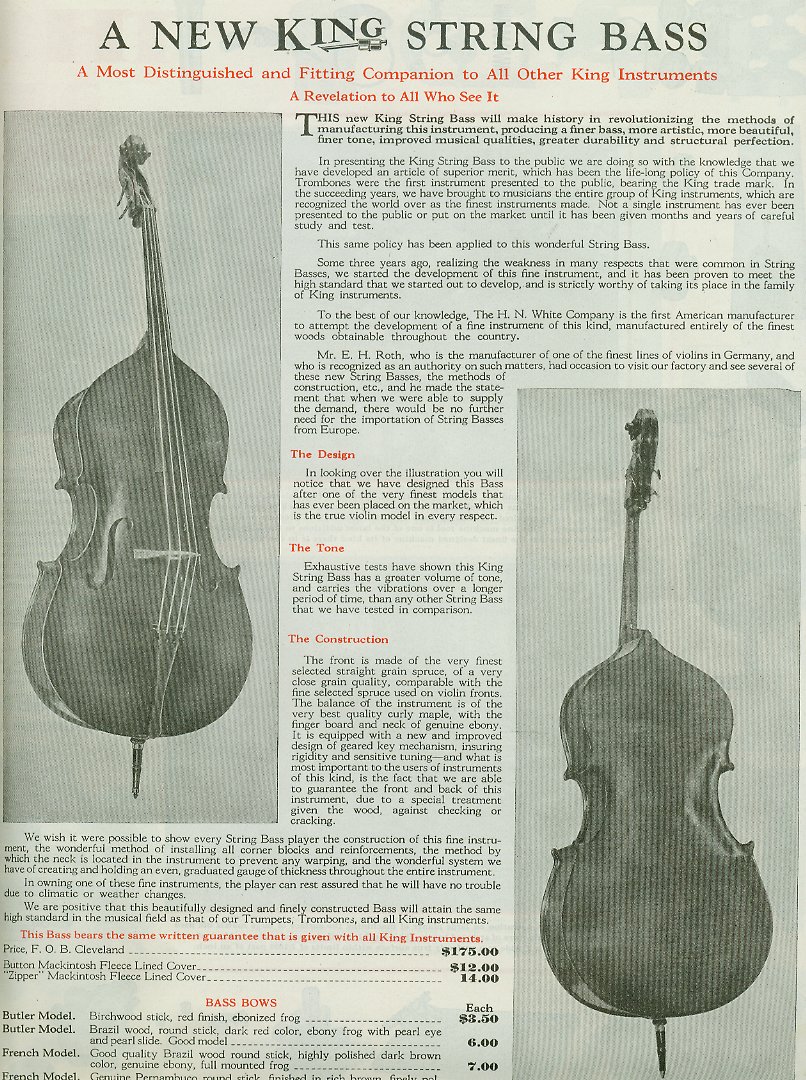 A NEW KING STRING BASS
A Most Distinguished and Fitting Companion to All Other King Instruments
A Revelation to All Who See It
THIS new King String Bass will make history in revolutionizing the methods of
manufacturing this instrument, producing a finer bass, more artistic, more beautiful,
finer tone, improved musical qualities, greater durability and structural perfection.
In presenting the King String Bass to the public we are doing so with the knowledge that we
have developed an article of superior merit, which has been the life-long policy of this Company.
Trombones were the first instrument presented to the public, bearing the King trade mark. In
the succeeding years, we have brought to musicians the entire group of King instruments, which are
recognized the world over as the finest instruments made. Not a single instrument has ever been
presented to the public or put on the market until it has been given months and years of careful
study and test.
This same policy has been applied to this wonderful String Bass.
Some three years ago, realizing the weakness in many respects that were common in String
Basses, we started the development of this fine instrument, and it has been proven to meet the
high standard that we started out to develop, and is strictly worthy of taking its place in the family
of King instruments.
To the best of our knowledge, The H. N. White Company is the first American manufacturer
to attempt the development of a fine instrument of this kind, manufactured entirely of the finest
woods obtainable throughout the country.
Mr. E. H. Roth, who is the manufacturer of one of the finest lines of violins in Germany, and
who is recognized as an authority on such matters, had occasion to visit our factory and see several of
these new String Basses, the methods of
construction, etc., and he made the state-
ment that when we were able to supply
the demand, there would be no further
need for the importation of String Basses
from Europe.
The Design
In looking over the illustration you will
notice that we have designed this Bass
after one of the very finest models that
has ever been placed on the market, which
is the true violin model in every respect.
The Tone
Exhaustive tests have shown this King
String Bass has a greater volume of tone,
and carries the vibrations over a longer
period of time, than any other String Bass
that we have tested in comparison.
The Construction
The front is made of the very finest
selected straight grain spruce, of a very
close grain quality, comparable with the
fine selected spruce used on violin fronts.
The balance of the instrument is of the
very best quality curly maple, with the
finger board and neck of genuine ebony.
It is equipped with a new and improved
design of geared key mechanism, insuring
rigidity and sensitive tuning—and what is
most important to the users of instruments
of this kind, is the fact that we are able
to guarantee the front and back of this
instrument, due to a special treatment
given the wood, against checking or
cracking.
We wish it were possible to show every String Bass player the construction of this fine instru-
ment, the wonderful method of installing all corner blocks and reinforcements, the method by
which the neck is located in the instrument to prevent any warping, and the wonderful system we
have of creating and holding an even, graduated gauge of thickness throughout the entire instrument.
In owning one of these fine instruments, the player can rest assured that he will have no trouble
due to climatic or weather changes.
We are positive that this beautifully designed and finely constructed Bass will attain the same
high standard in the musical field as that of our Trumpets, Trombones, and all King instruments.
This Bass bears the same written guarantee that is given with all King Instruments.
Price, F. O. B. Cleveland $175.00
Button Mackintosh Fleece Lined Cover $12.00
"Zipper" Mackintosh Fleece Lined Cover 14.00
BASS BOWS
Each
Butler Model. Birchwood stick, red finish, ebonized frog $3.50
Butler Model. Brazil wood, round stick, dark red color, ebony frog with pearl eye
and pearl slide. Good model 6.00
French Model. Good quality Brazil wood round stick, highly polished dark brown
color, genuine ebony, full mounted frog 7.00
French Model. Genuine Pernambuco round stick, finished in rich brown, finely pol-